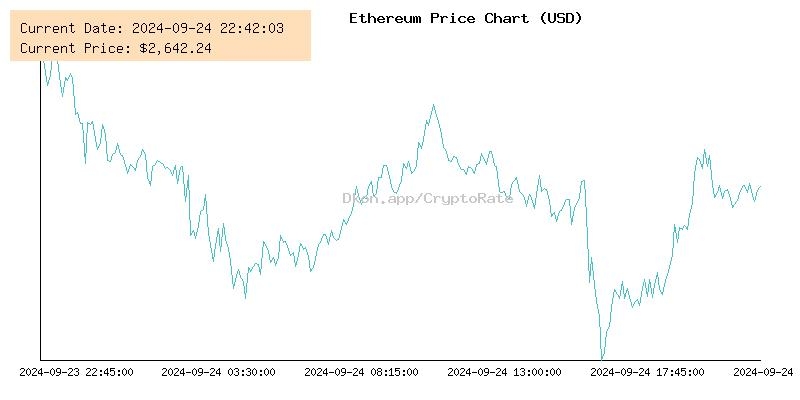 Ethereum Price Chart (USD)
Current Date: 2024-09-24 22:42:03
Current Price: $2,642.24
Dkon.app/CryptoRate
2024-09-23 22:45:00 2024-09-24 03:30:00 2024-09-24 08:15:00 2024-09-24 13:00:00 2024-09-24 17:45:00 2024-09-24